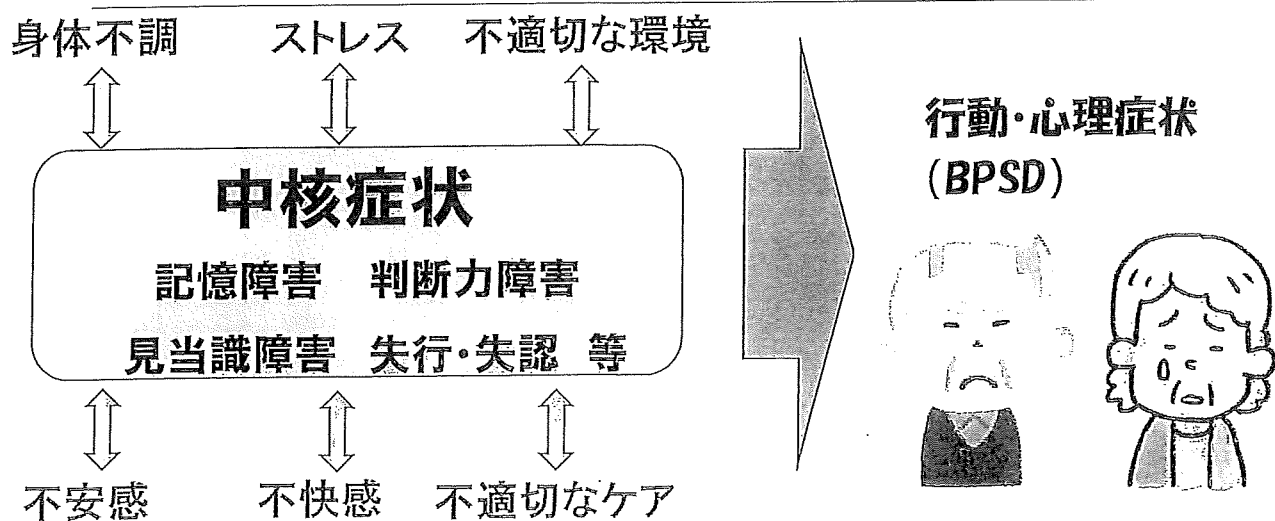 身体不調 ストレス 不適切な環境
中核症状
記憶障害 判断力障害
見当識障害 失行・失認 等
不安感 不快感 不適切なケア
行動・心理症状
(BPSD)